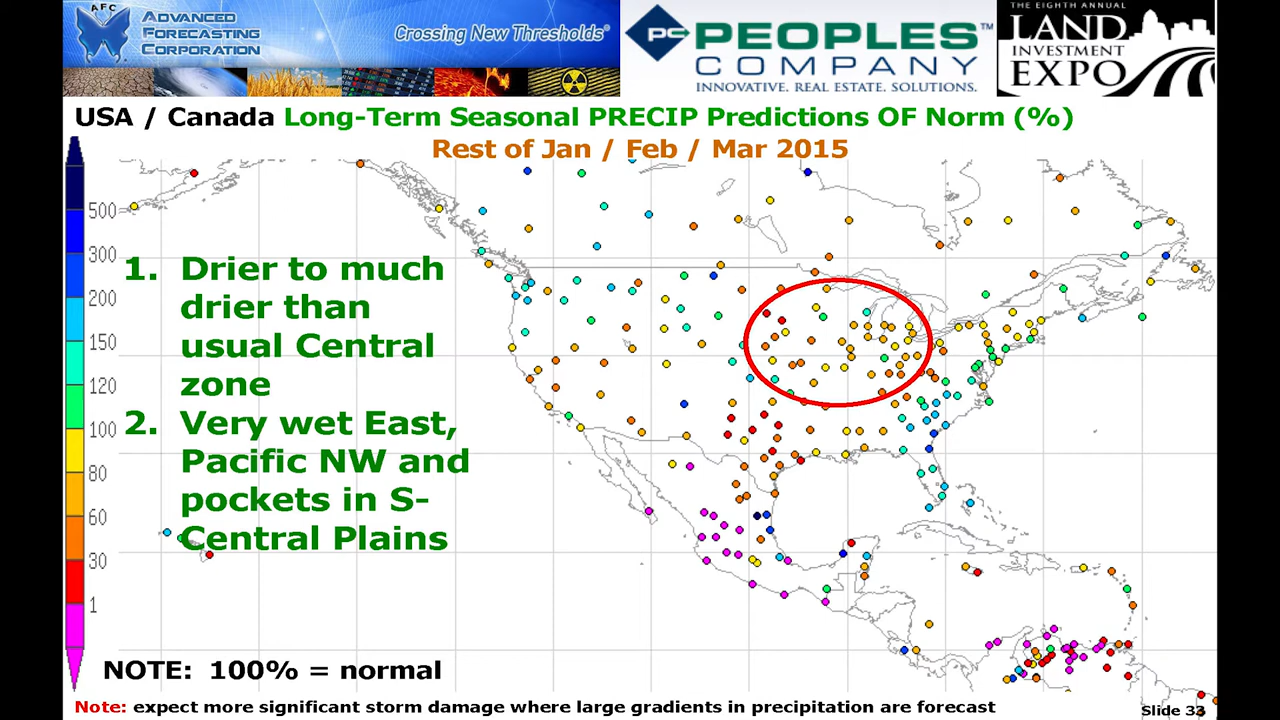 AFC
ADVANCED
FORECASTING
CORPORATION
Crossing New Thresholds®
PC
PEOPLES™
COMPANY
INNOVATIVE. REAL ESTATE. SOLUTIONS.
THE EIGHTH ANNUAL
LAND
INVESTMENT
EXPO
USA / Canada Long-Term Seasonal PRECIP Predictions OF Norm (%)
Rest of Jan / Feb / Mar 2015
500
300
200
150
120
100
80
60
30
1
1. Drier to much
drier than
usual Central
zone
2. Very wet East,
Pacific NW and
pockets in S-
Central Plains
NOTE: 100% = normal
Note: expect more significant storm damage where large gradients in precipitation are forecast
Slide 33